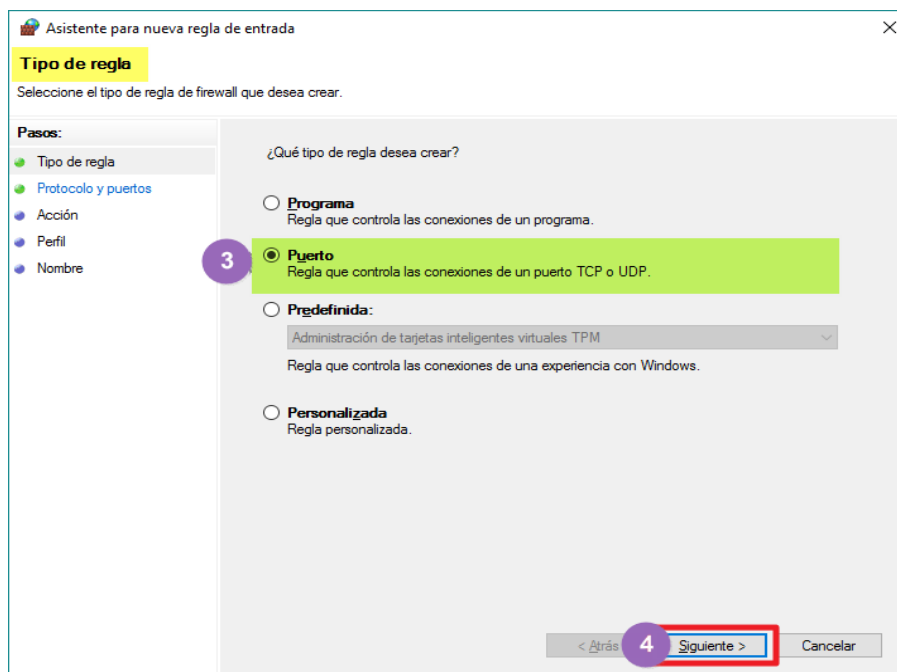 Asistente para nueva regla de entrada
Tipo de regla
Seleccione el tipo de regla de firewall que desea crear.
Pasos:
Tipo de regla
Protocolo y puertos
Acción
Perfil
Nombre
¿Qué tipo de regla desea crear?
Programa
Regla que controla las conexiones de un programa.
3
Puerto
Regla que controla las conexiones de un puerto TCP o UDP.
Predefinida:
Administración de tarjetas inteligentes virtuales TPM
Regla que controla las conexiones de una experiencia con Windows.
Personalizada
Regla personalizada.
< Atrás 4 Siguiente > Cancelar